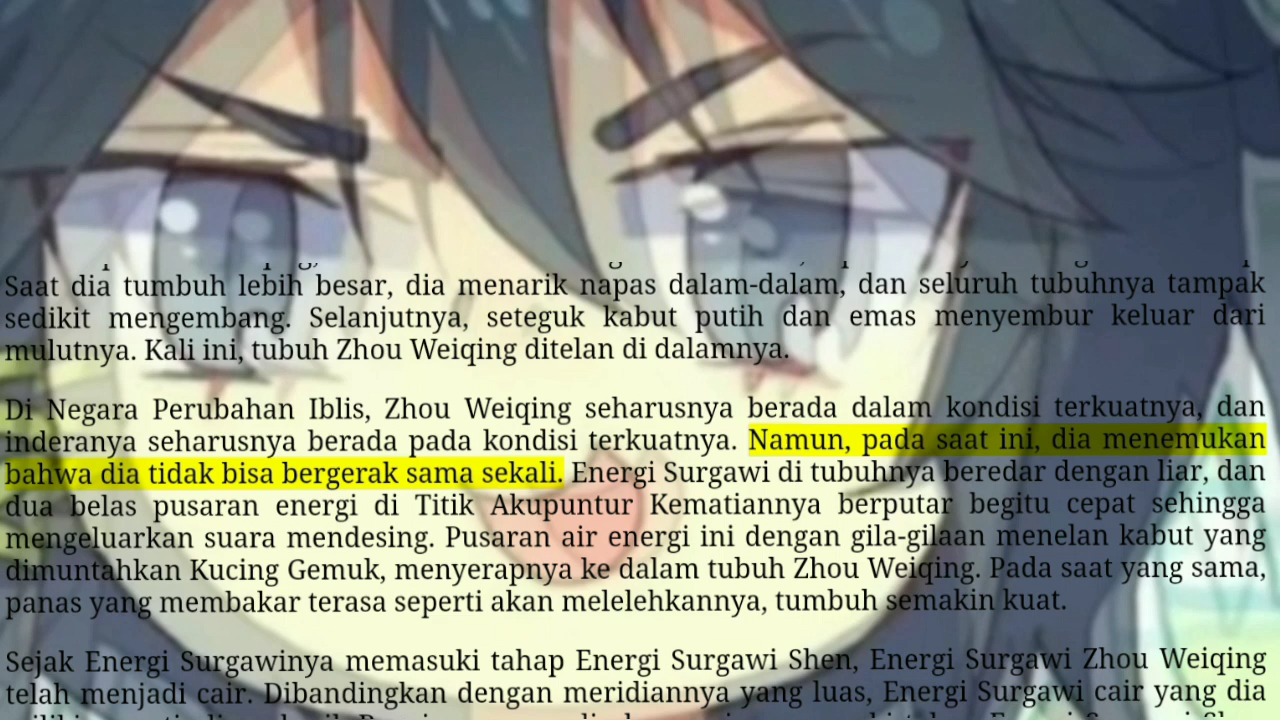 Saat dia tumbuh lebih besar, dia menarik napas dalam-dalam, dan seluruh tubuhnya tampak
sedikit mengembang. Selanjutnya, seteguk kabut putih dan emas menyembur keluar dari
mulutnya. Kali ini, tubuh Zhou Weiqing ditelan di dalamnya.
Di Negara Perubahan Iblis, Zhou Weiqing seharusnya berada dalam kondisi terkuatnya, dan
inderanya seharusnya berada pada kondisi terkuatnya. Namun, pada saat ini, dia menemukan
bahwa dia tidak bisa bergerak sama sekali. Energi Surgawi di tubuhnya beredar dengan liar, dan
dua belas pusaran energi di Titik Akupuntur Kematiannya berputar begitu cepat sehingga
mengeluarkan suara mendesing. Pusaran air energi ini dengan gila-gilaan menelan kabut yang
dimuntahkan Kucing Gemuk, menyerapnya ke dalam tubuh Zhou Weiqing. Pada saat yang sama,
panas yang membakar terasa seperti akan melelehkannya, tumbuh semakin kuat.
Sejak Energi Surgawinya memasuki tahap Energi Surgawi Shen, Energi Surgawi Zhou Weiqing
telah menjadi cair. Dibandingkan dengan meridiannya yang luas, Energi Surgawi cair yang dia